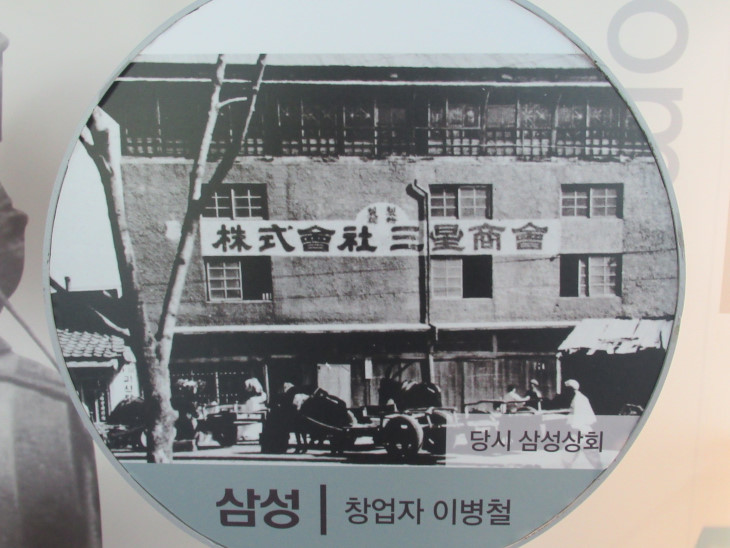 株式會社 三星商會
당시 삼성상회
삼성 | 창업자 이병철